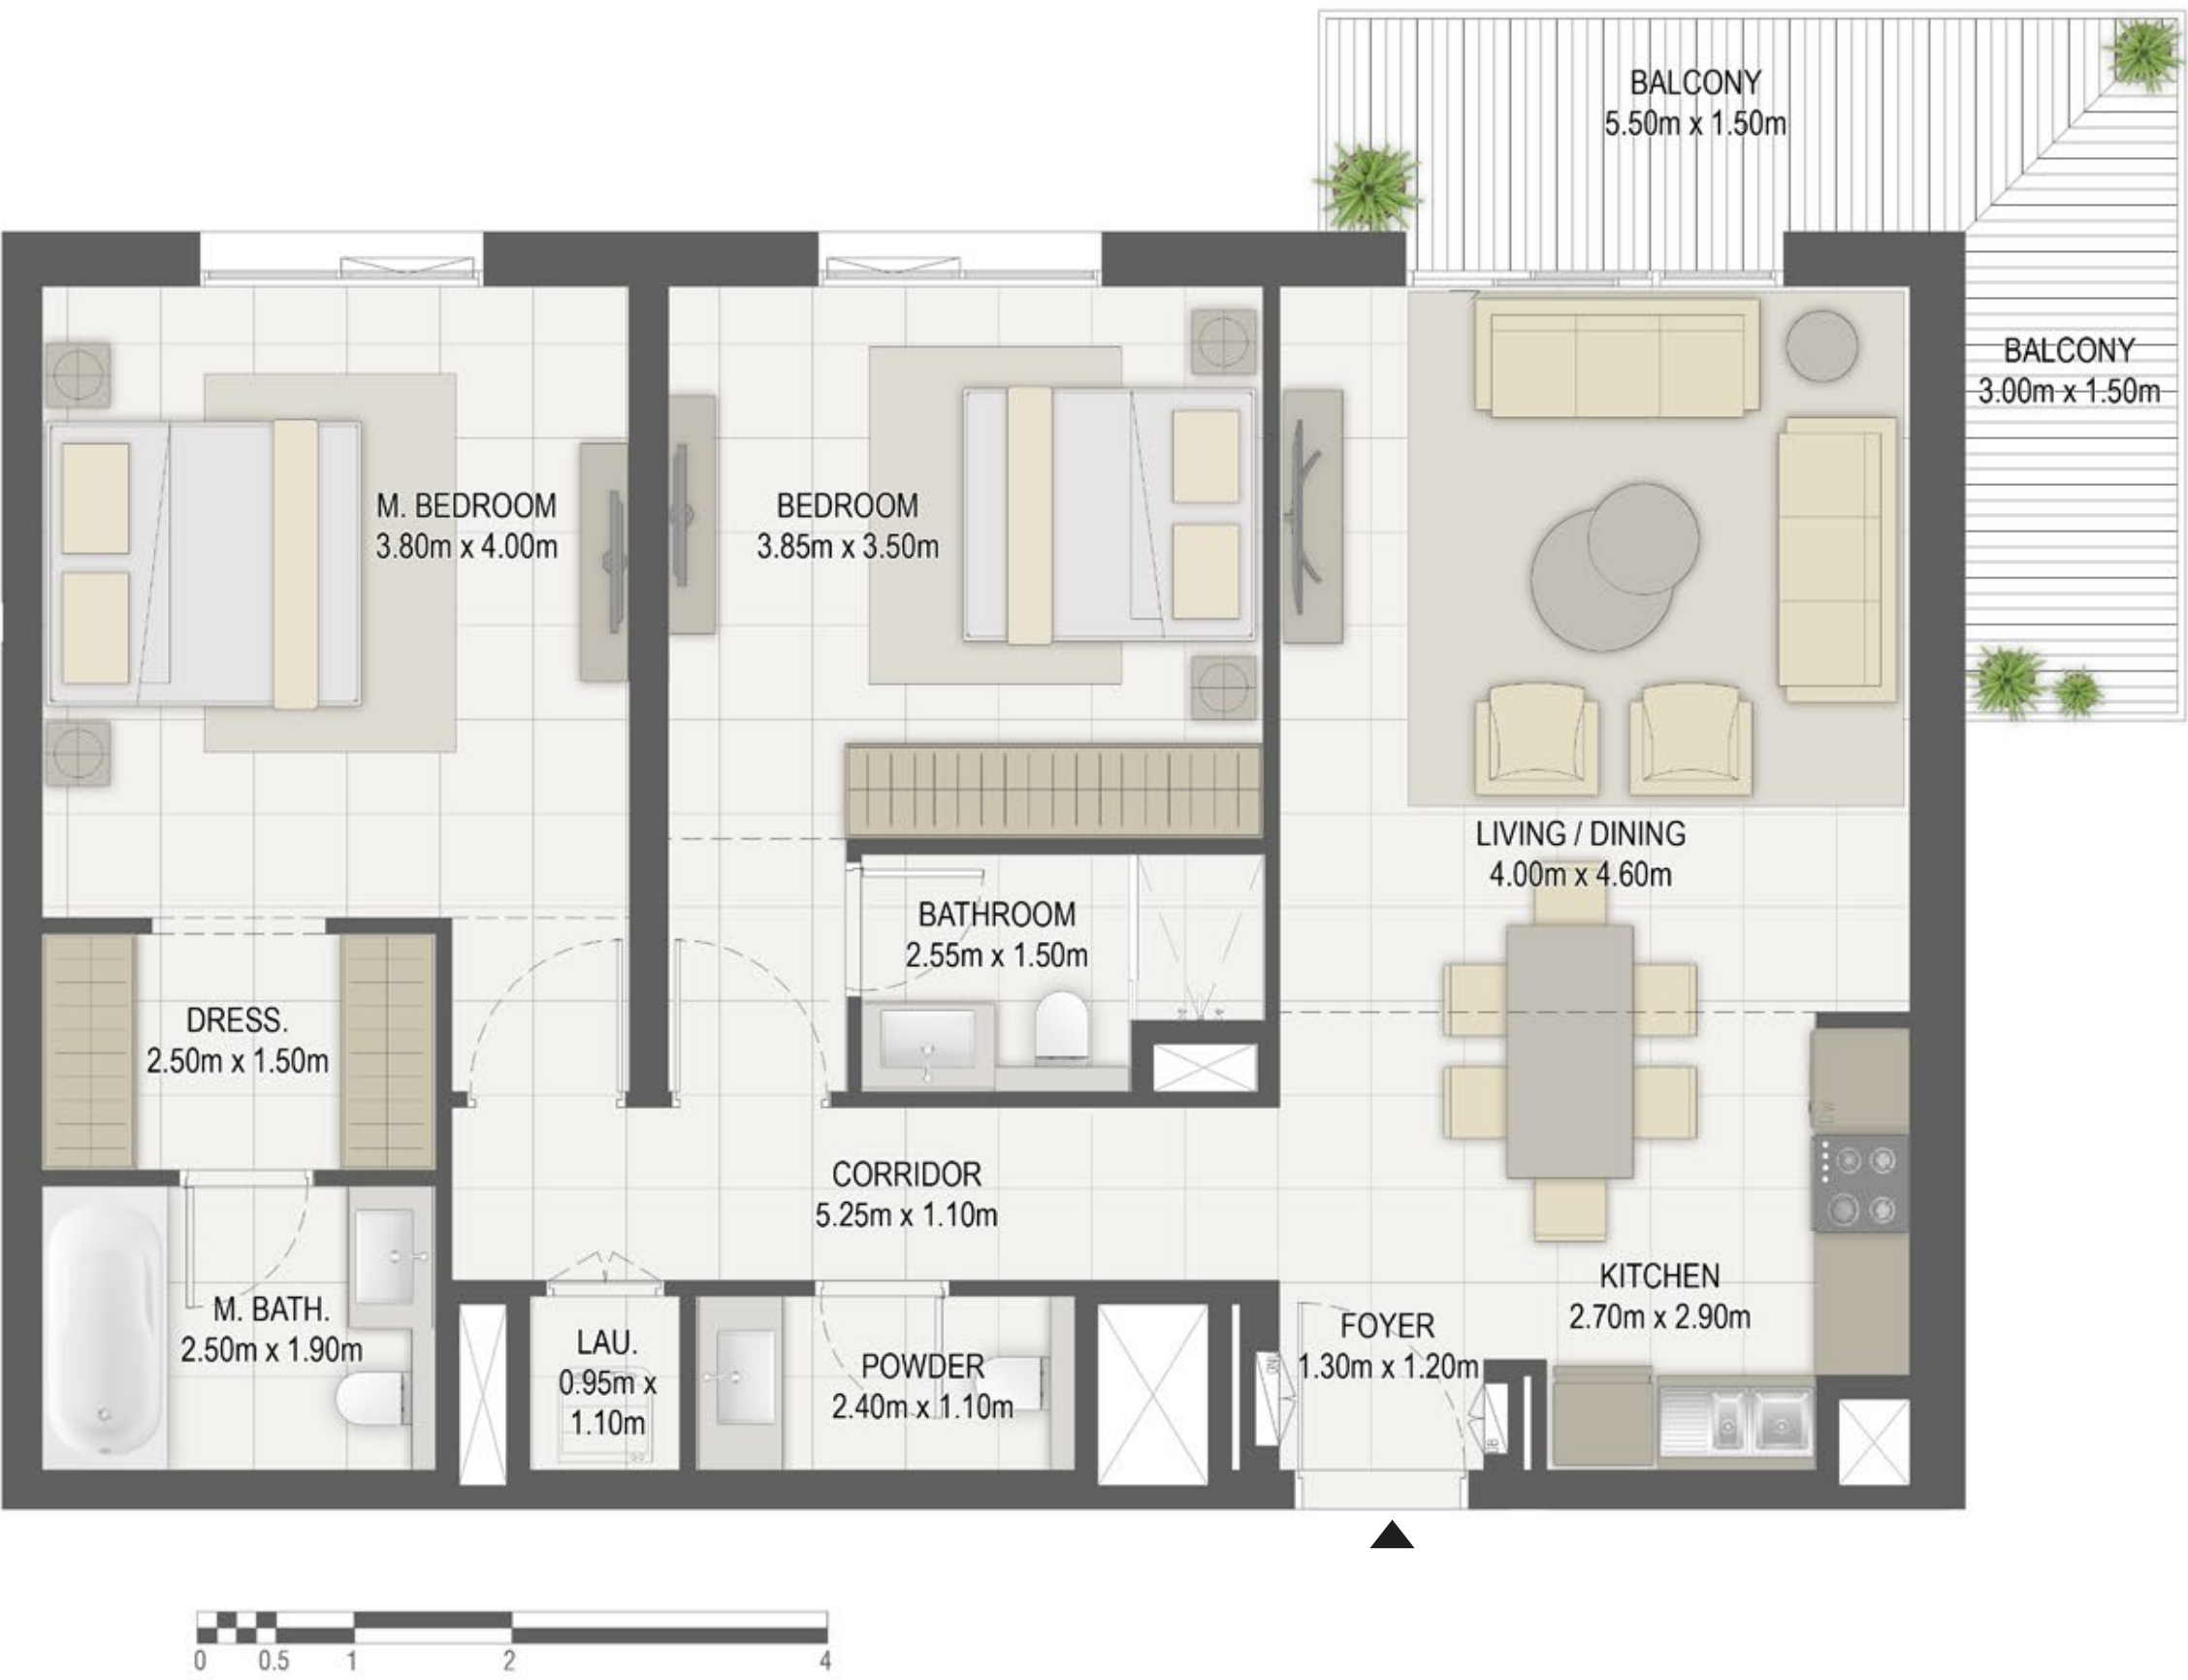 BALCONY
5.50m x 1.50m
BALCONY
3.00m x 1.50m
M. BEDROOM
3.80m x 4.00m
BEDROOM
3.85m x 3.50m
LIVING / DINING
4.00m x 4.60m
BATHROOM
2.55m x 1.50m
DRESS.
2.50m x 1.50m
DW
CORRIDOR
5.25m x 1.10m
KITCHEN
2.70m x 2.90m
M. BATH.
2.50m x 1.90m
LAU.
0.95m x
1.10m
POWDER
2.40m x 1.10m
FOYER
1.30m x 1.20m
DB
0 0.5 1 2 4